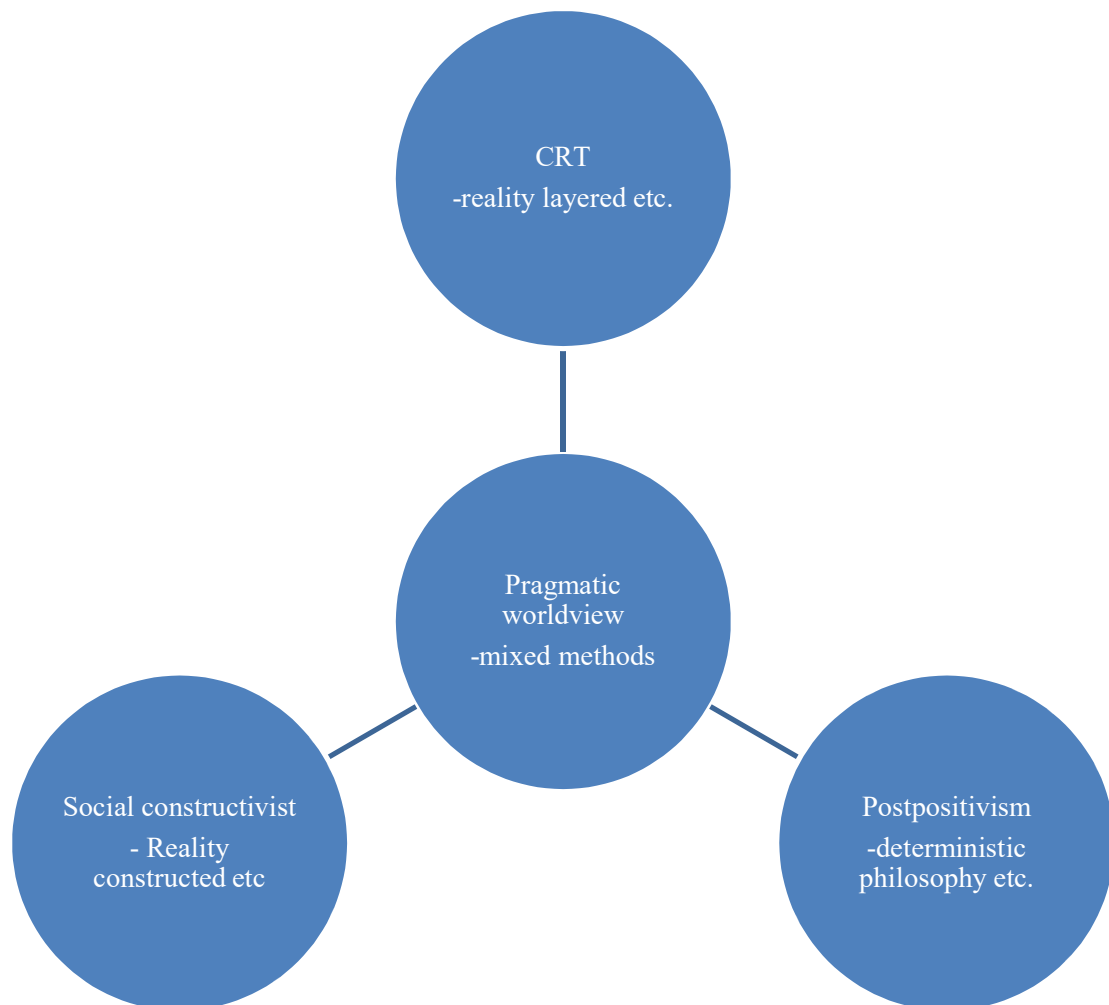 CRT
-reality layered etc.
Pragmatic
worldview
-mixed methods
Social constructivist
- Reality
constructed etc
Postpositivism
-deterministic
philosophy etc.